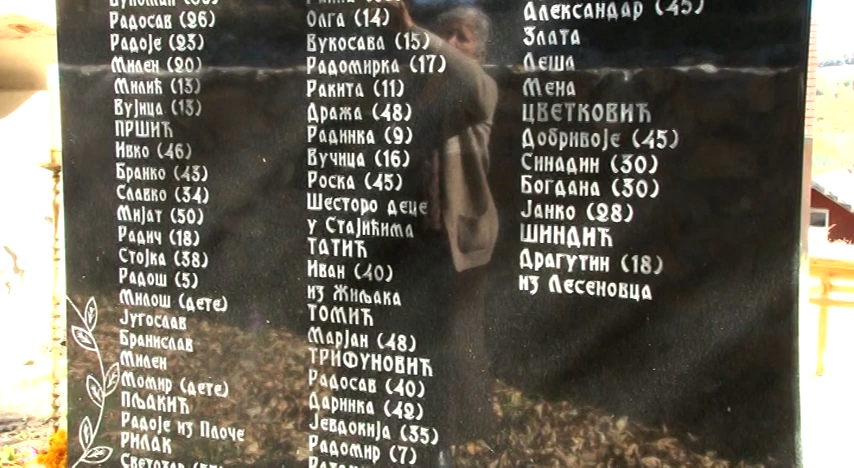 Радосав (26)
Радоје (23)
Милен (20)
Милић (13)
Вујица (13)
ПРШИЋ
Ивко (46)
Бранко (43)
Славко (34)
Мијат (50)
Радич (18)
Стојка (38)
Радош (5)
Милош (дете)
Југослав
Бранислав
Милен
Момир (дете)
ПЉАКИЋ
Радоје из Плоче
РИЛАК
Светозар
Олга (14)
Вукосава (15)
Радомирка (17)
Ракита (11)
Дража (48)
Радинка (9)
Вучица (16)
Роска (45)
Шесторо деце
у Стајићима
ТАТИЋ
Иван (40)
из Жиљака
ТОМИЋ
Марјан (48)
ТРИФУНОВИЋ
Радосав (40)
Даринка (42)
Јевдокија (35)
Радомир (7)
Александар (45)
Злата
Леша
Мена
ЦВЕТКОВИЋ
Добривоје (45)
Синадин (30)
Богдана (30)
Јанко (28)
ШИНДИЋ
Драгутин (18)
из Лесеновца